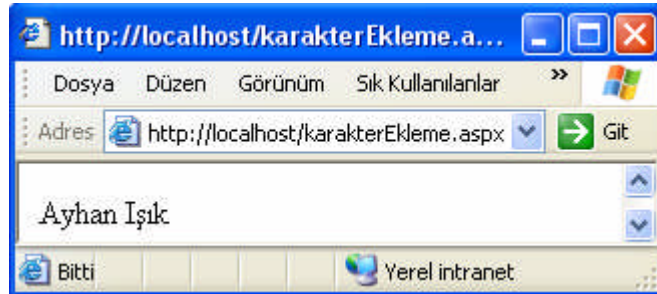 http://localhost/karakterEkleme.a...
Dosya Düzen Görünüm Sık Kullanılanlar »
Adres http://localhost/karakterEkleme.aspx Git
Ayhan Işık
Bitti Yerel intranet